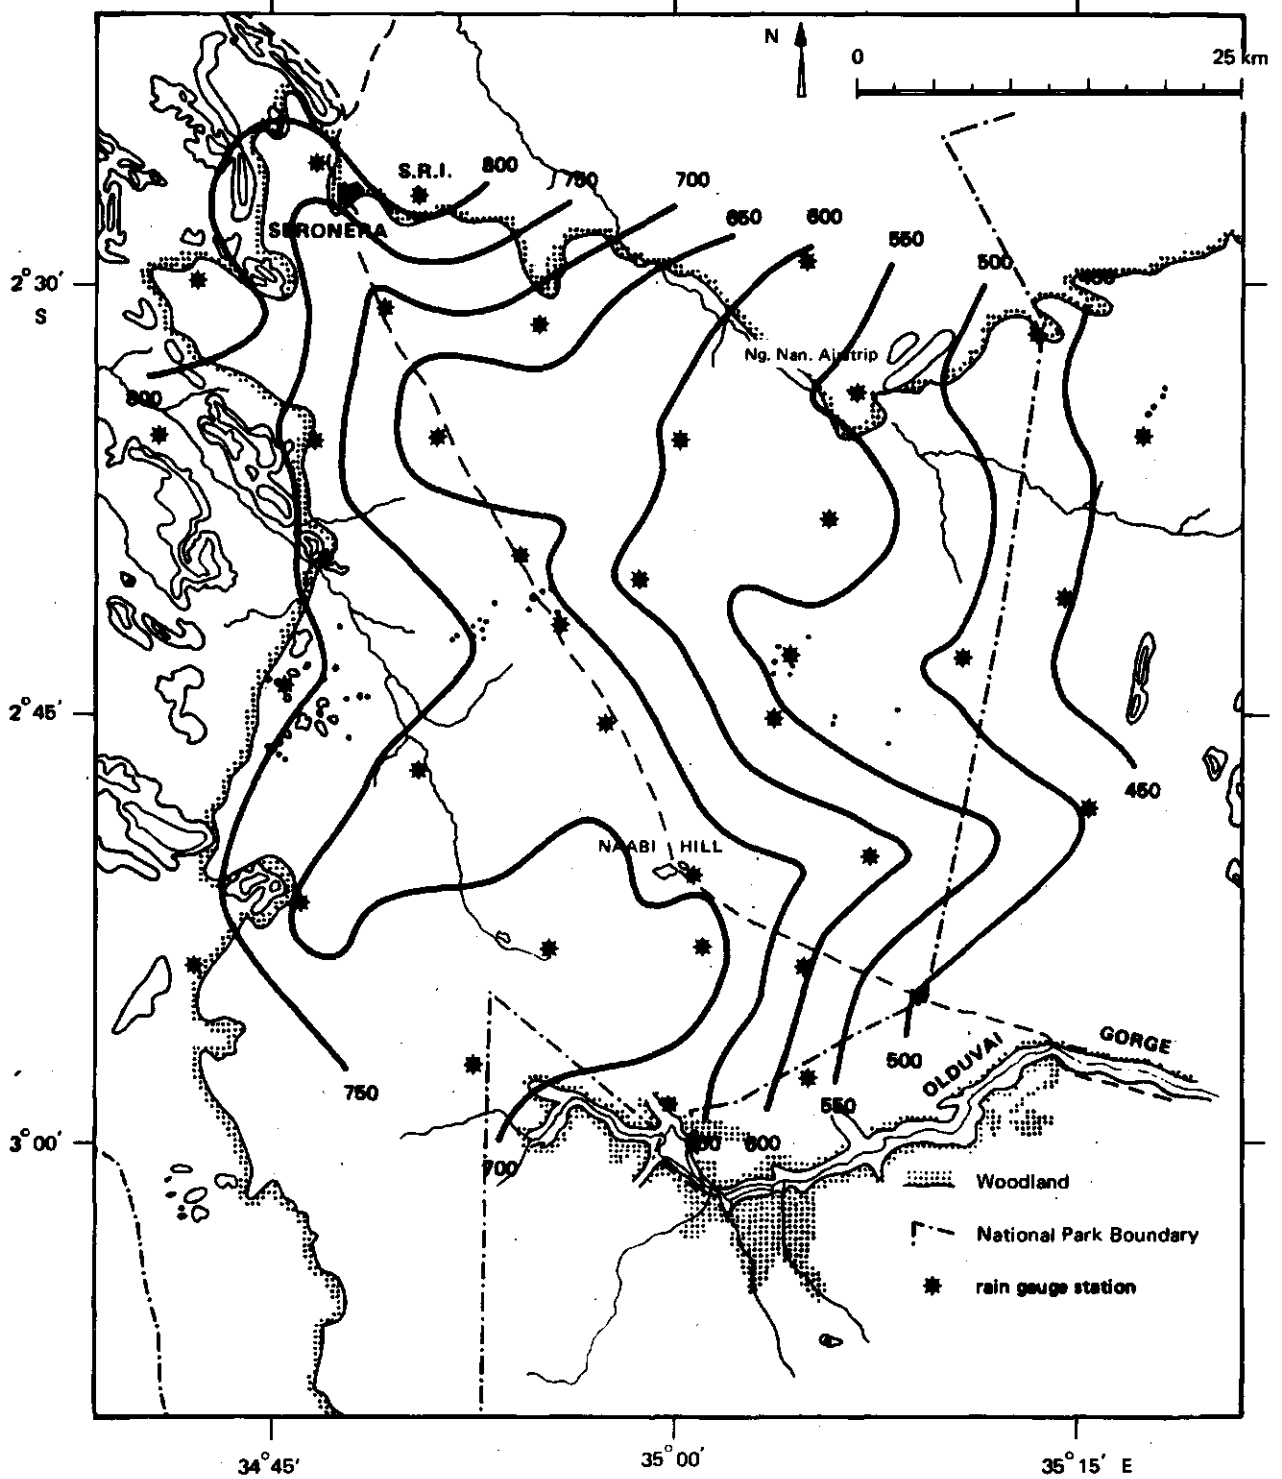 N
0 25 km
S.R.I. 800 750 700
SERONERA
650 600
550
500
450
2°30'
S
Ng. Nan. Airstrip
800
2°45'
450
NAABI HILL
GORGE
OLDUVAI
500
750
550
3°00'
600
700
Woodland
National Park Boundary
rain gauge station
34°45' 35°00' 35°15' E